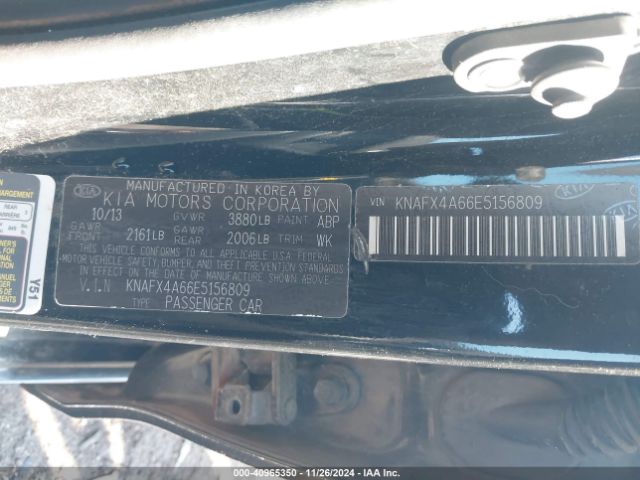 MANUFACTURED IN KOREA BY
KIA KIA MOTORS CORPORATION
10/13 GVWR 3880LB PAINT ABP
GAWR FRONT 2161LB GAWR REAR 2006LB TRIM WK
THIS VEHICLE CONFORMS TO ALL APPLICABLE U.S.A. FEDERAL
MOTOR VEHICLE SAFETY, BUMPER, AND THEFT PREVENTION STANDARDS
IN EFFECT ON THE DATE OF MANUFACTURE SHOWN ABOVE.
V.I.N KNAFX4A66E5156809
TYPE PASSENGER CAR
VIN KNAFX4A66E5156809
KIA
Y51
000-40965350 - 11/26/2024 - IAA Inc.